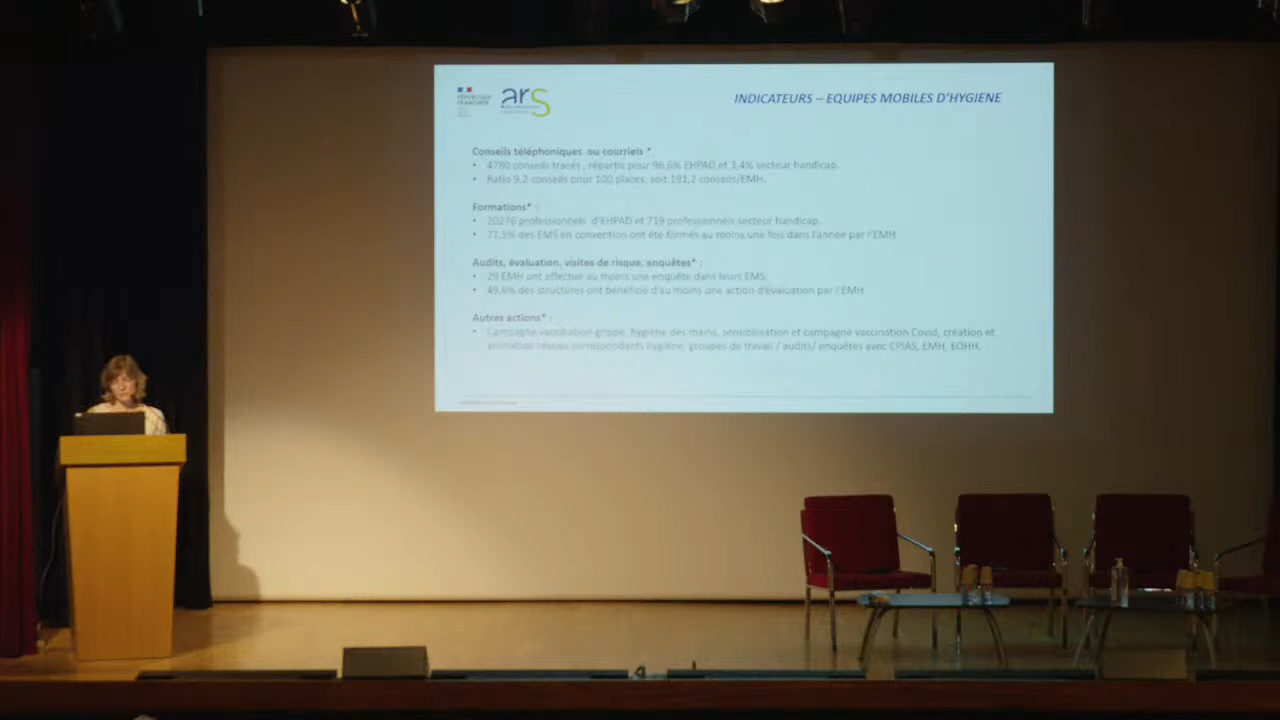 RÉPUBLIQUE
FRANÇAISE
ars
INDICATEURS – EQUIPES MOBILES D'HYGIENE
Conseils téléphoniques ou courriels *
• 4780 conseils tracés , répartis pour 96,6% EHPAD et 3,4% secteur handicap.
• Ratio 9,2 conseils pour 100 places, soit 191,2 conseils/EMH.
Formations* :
• 20276 professionnels d'EHPAD et 719 professionnels secteur handicap.
• 71,5% des EMS en convention ont été formés au moins une fois dans l'année par l'EMH
Audits, évaluation, visites de risque, enquêtes* :
• 29 EMH ont effectué au moins une enquête dans leurs EMS.
• 49,6% des structures ont bénéficié d'au moins une action d'évaluation par l'EMH
Autres actions* :
• Campagne vaccination grippe, hygiène des mains, sensibilisation et campagne vaccination Covid, création et
animation réseau correspondants hygiène, groupes de travail / audits/ enquêtes avec CPIAS, EMH, EOHH.